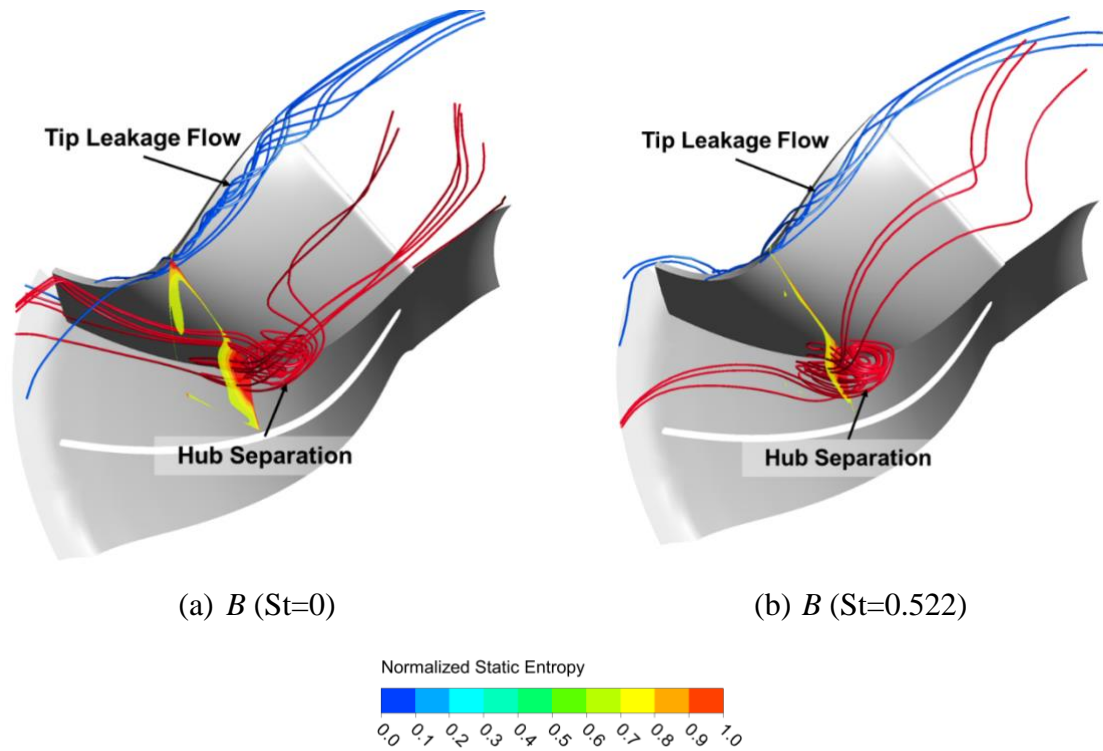 Tip Leakage Flow
Hub Separation
Tip Leakage Flow
Hub Separation
(a) B (St=0)
(b) B (St=0.522)
Normalized Static Entropy
0.0 0.1 0.2 0.3 0.4 0.5 0.6 0.7 0.8 0.9 1.0